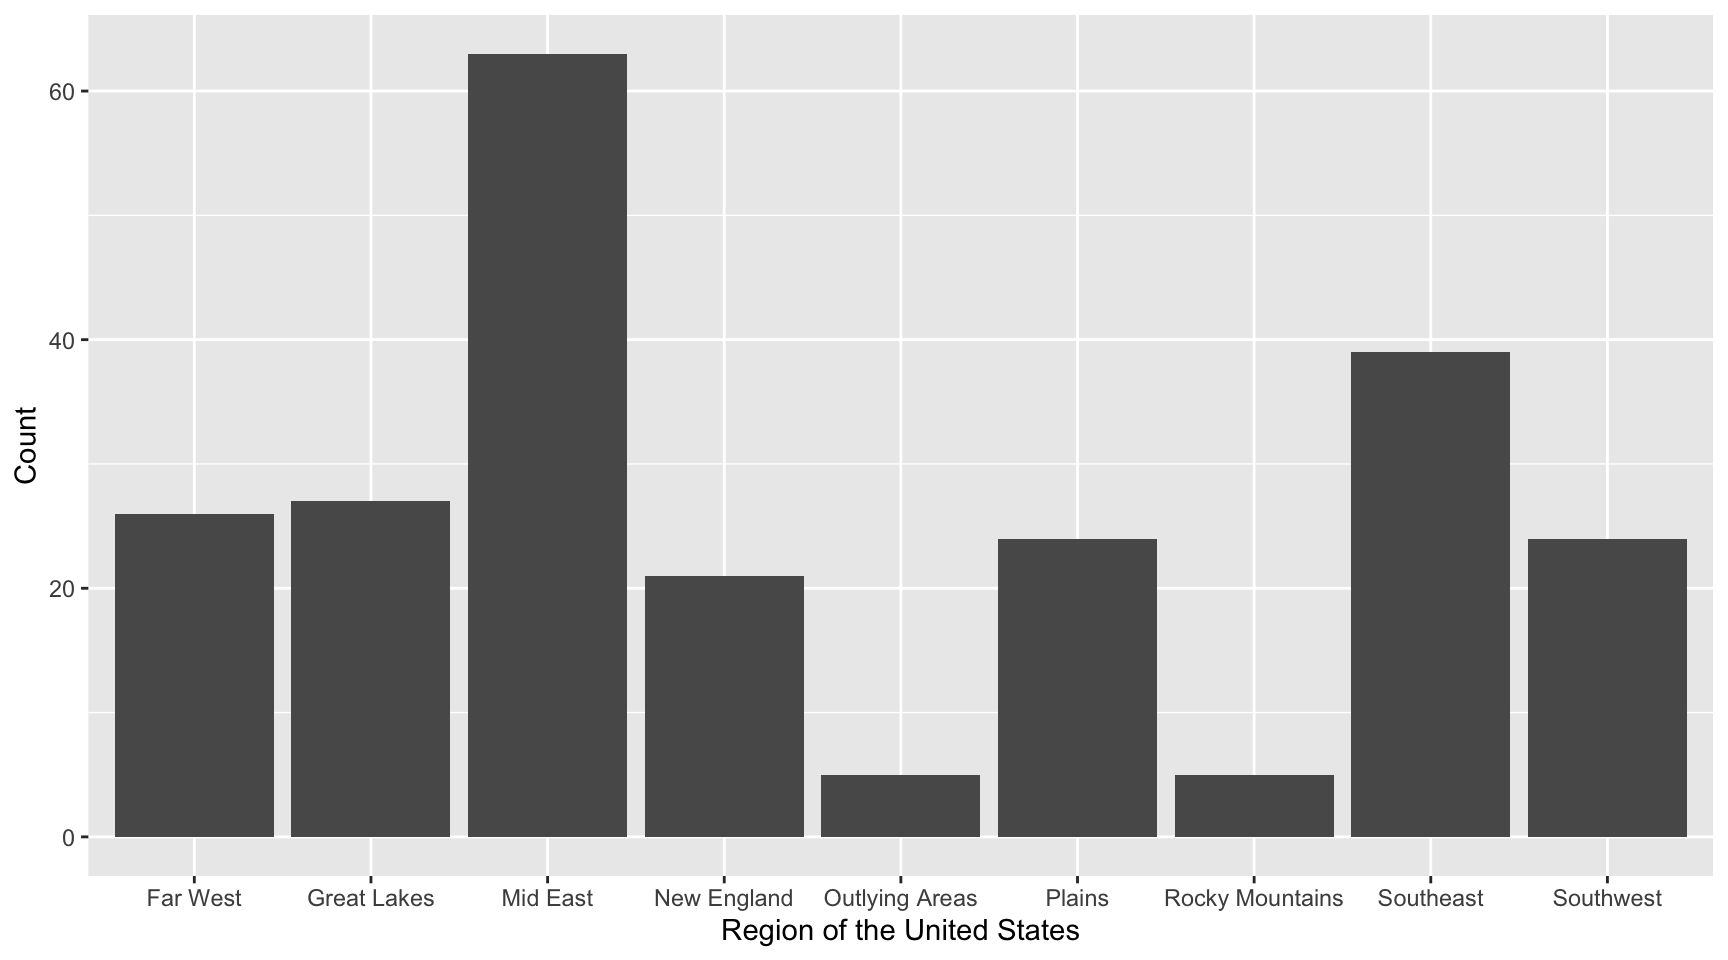 60
40
20
0
Count
Far West Great Lakes Mid East New England Outlying Areas Plains Rocky Mountains Southeast Southwest
Region of the United States